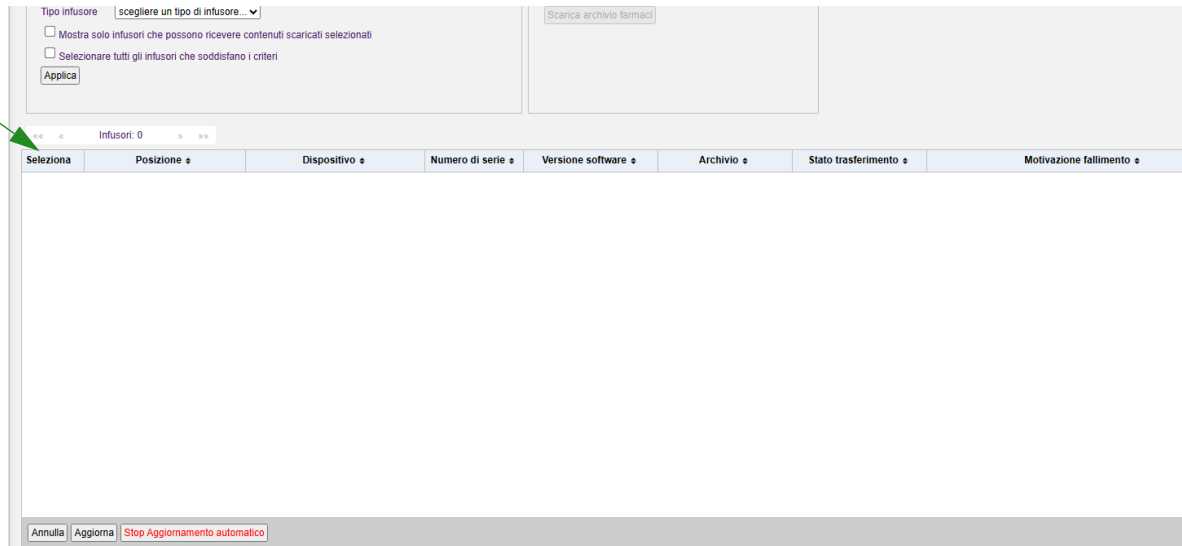 Tipo infusore scegliere un tipo di infusore...
Scarica archivio farmaci
Mostra solo infusori che possono ricevere contenuti scaricati selezionati
Selezionare tutti gli infusori che soddisfano i criteri
Applica
«« « Infusori: 0 » »»
Seleziona Posizione Dispositivo Numero di serie Versione software Archivio Stato trasferimento Motivazione fallimento
Annulla Aggiorna Stop Aggiornamento automatico